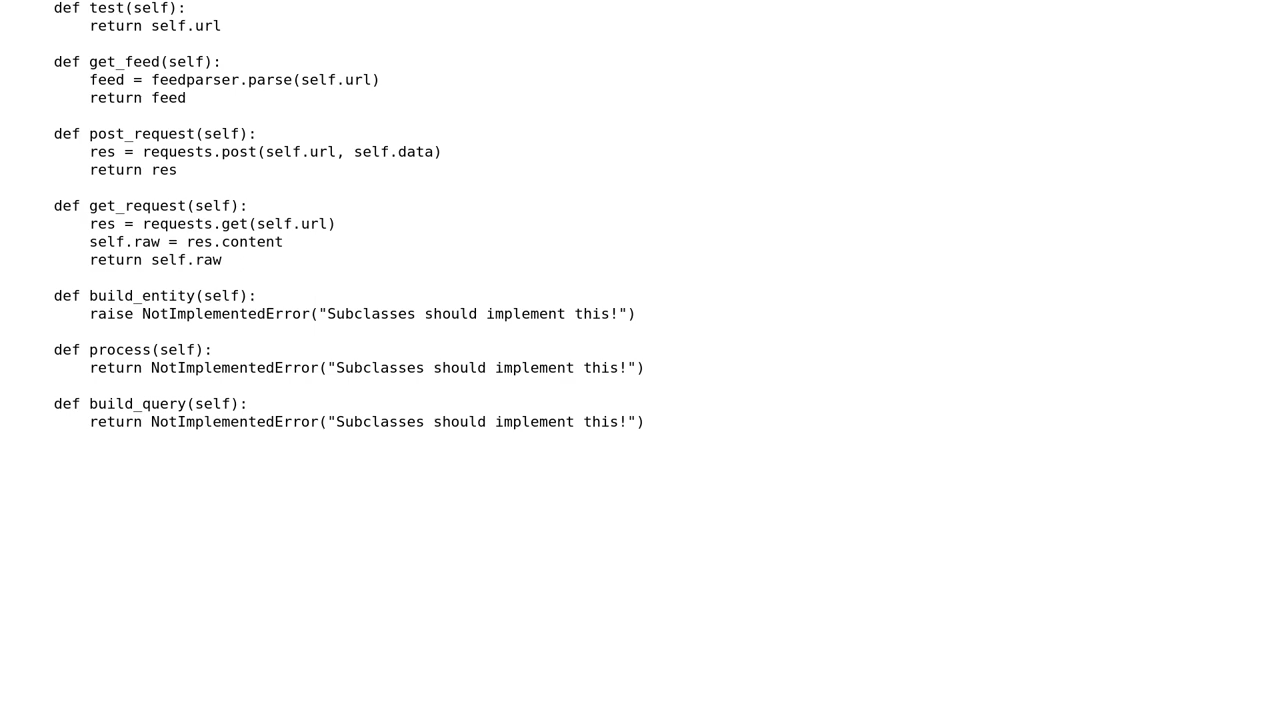 def test(self):
    return self.url

def get_feed(self):
    feed = feedparser.parse(self.url)
    return feed

def post_request(self):
    res = requests.post(self.url, self.data)
    return res

def get_request(self):
    res = requests.get(self.url)
    self.raw = res.content
    return self.raw

def build_entity(self):
    raise NotImplementedError("Subclasses should implement this!")

def process(self):
    return NotImplementedError("Subclasses should implement this!")

def build_query(self):
    return NotImplementedError("Subclasses should implement this!")